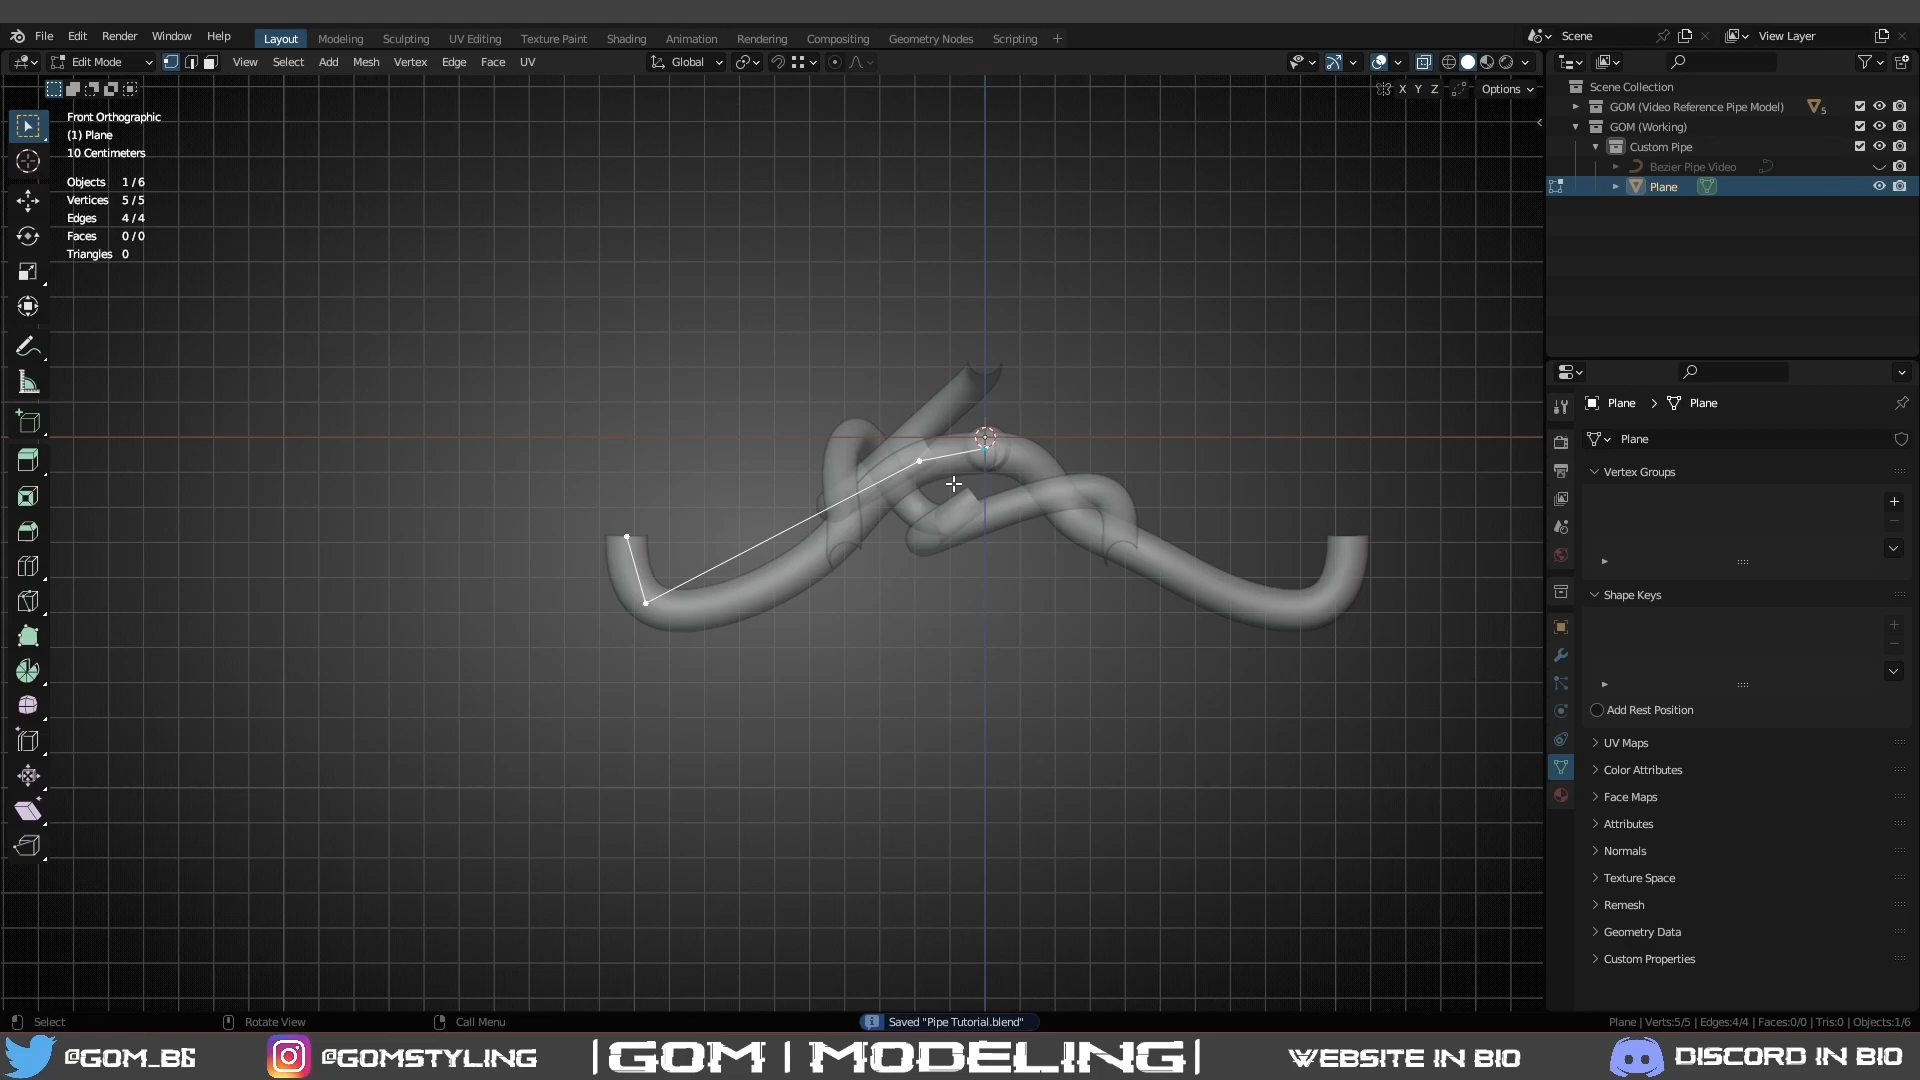 File Edit Render Window Help Layout Modeling Sculpting UV Editing Texture Paint Shading Animation Rendering Compositing Geometry Nodes Scripting + Scene View Layer
Edit Mode View Select Add Mesh Vertex Edge Face UV Global
X Y Z Options
Front Orthographic
(1) Plane
10 Centimeters
Objects 1/6
Vertices 5/5
Edges 4/4
Faces 0/0
Triangles 0
Scene Collection
GOM (Video Reference Pipe Model) 5
GOM (Working)
Custom Pipe
Bezier Pipe Video
Plane
Plane > Plane
Plane
Vertex Groups
Shape Keys
Add Rest Position
UV Maps
Color Attributes
Face Maps
Attributes
Normals
Texture Space
Remesh
Geometry Data
Custom Properties
Select Rotate View Call Menu Saved "Pipe Tutorial.blend" Plane | Verts:5/5 | Edges:4/4 | Faces:0/0 | Tris:0 | Objects:1/6
@GOM_B6 @GOMSTYLING |GOM | MODELING| WEBSITE IN BIO DISCORD IN BIO